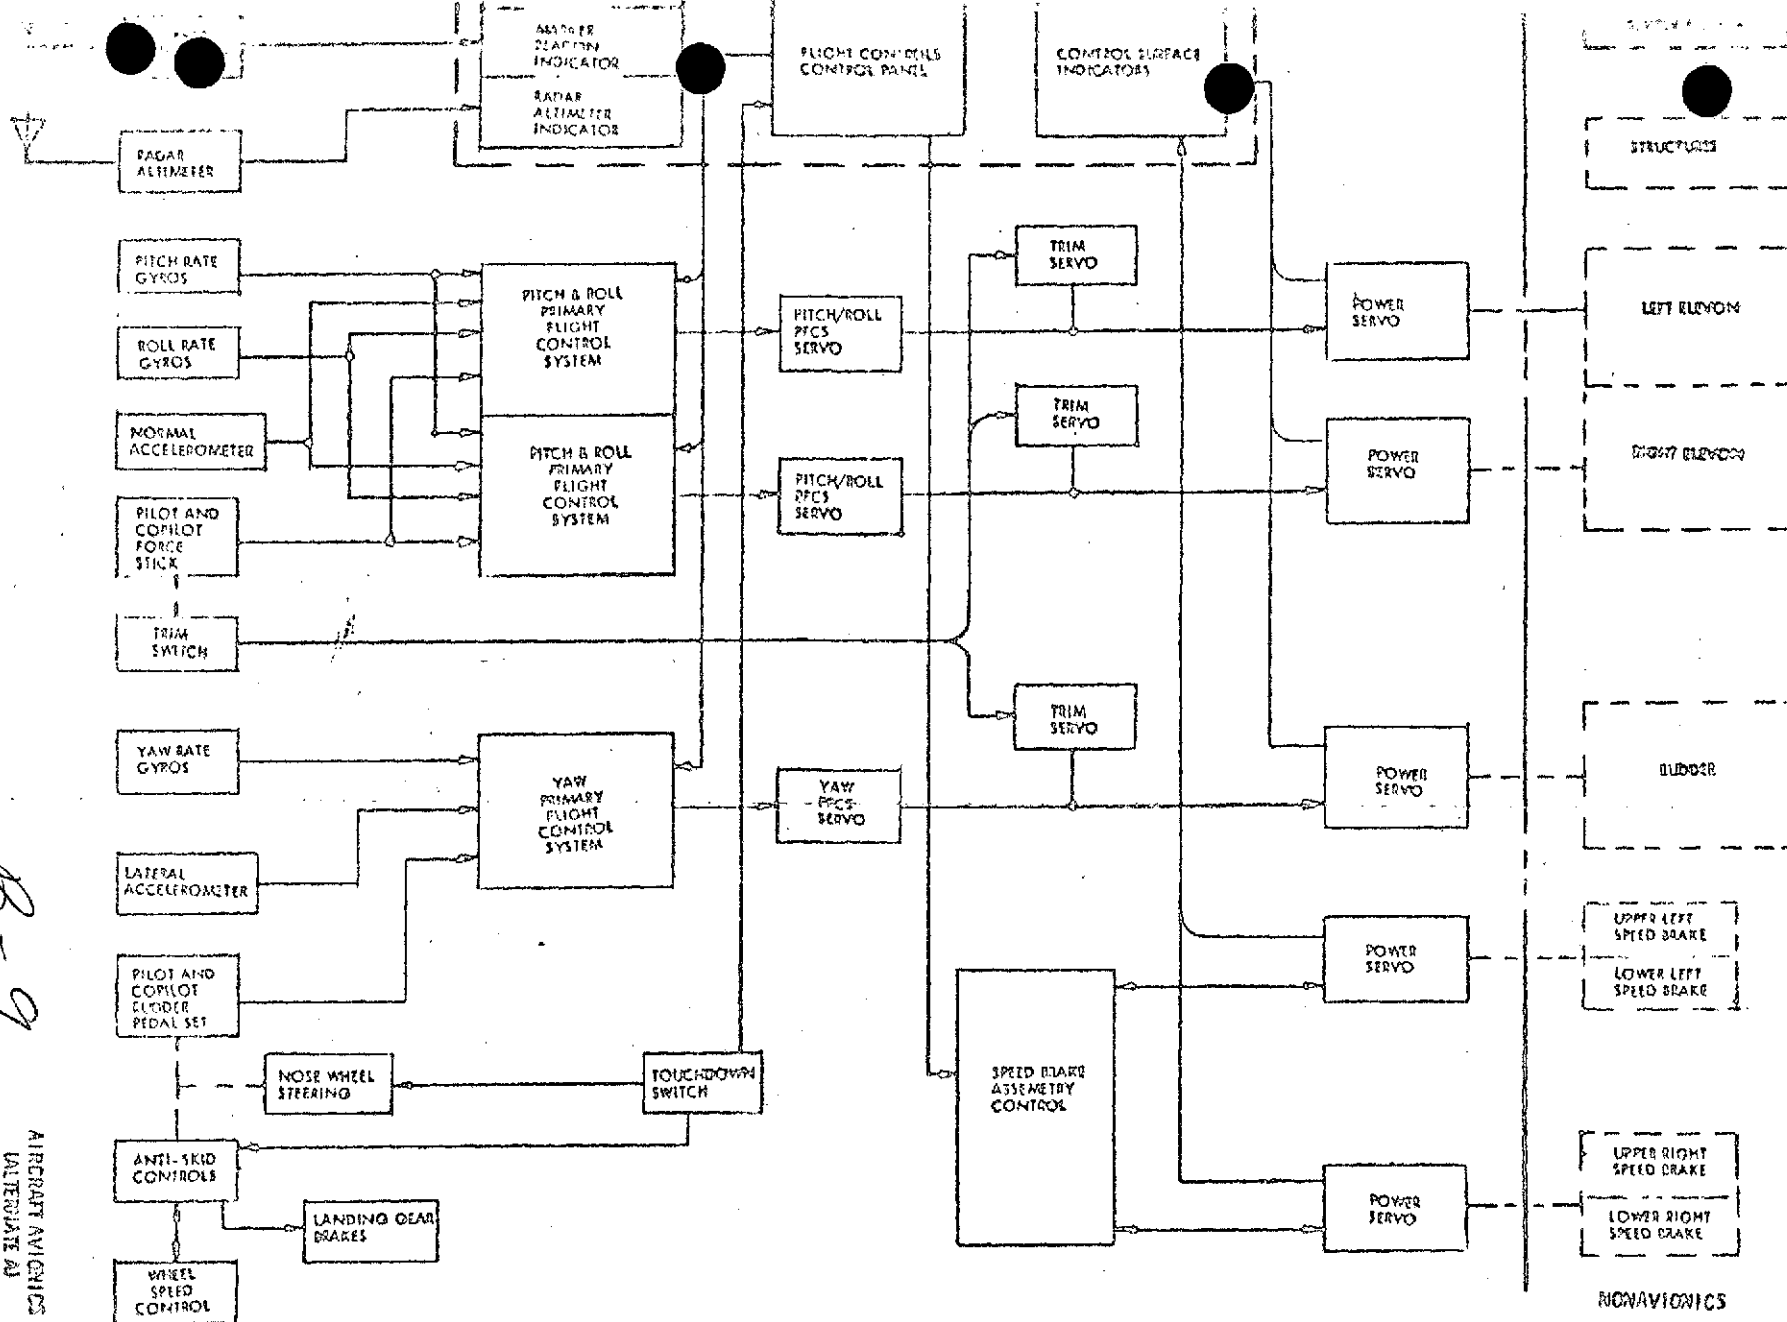 MARKER
BEACON
INDICATOR
RADAR
ALTIMETER
INDICATOR
FLIGHT CONTROLS
CONTROL PANEL
CONTROL SURFACE
INDICATORS
RADAR
ALTIMETER
STRUCTURES
PITCH RATE
GYROS
ROLL RATE
GYROS
NORMAL
ACCELEROMETER
PILOT AND
COPILOT
FORCE
STICK
TRIM
SWITCH
PITCH & ROLL
PRIMARY
FLIGHT
CONTROL
SYSTEM
PITCH & ROLL
PRIMARY
FLIGHT
CONTROL
SYSTEM
PITCH/ROLL
PFCS
SERVO
PITCH/ROLL
PFCS
SERVO
TRIM
SERVO
TRIM
SERVO
TRIM
SERVO
POWER
SERVO
LEFT ELEVON
POWER
SERVO
RIGHT ELEVON
YAW RATE
GYROS
LATERAL
ACCELEROMETER
PILOT AND
COPILOT
RUDDER
PEDAL SET
YAW
PRIMARY
FLIGHT
CONTROL
SYSTEM
YAW
PFCS
SERVO
POWER
SERVO
RUDDER
POWER
SERVO
UPPER LEFT
SPEED BRAKE
LOWER LEFT
SPEED BRAKE
NOSE WHEEL
STEERING
TOUCHDOWN
SWITCH
SPEED BRAKE
ASSEMETRY
CONTROL
ANTI-SKID
CONTROLS
LANDING GEAR
BRAKES
WHEEL
SPEED
CONTROL
POWER
SERVO
UPPER RIGHT
SPEED BRAKE
LOWER RIGHT
SPEED BRAKE
NONAVIONICS
B-9
AIRCRAFT AVIONICS
(ALTERNATE A)